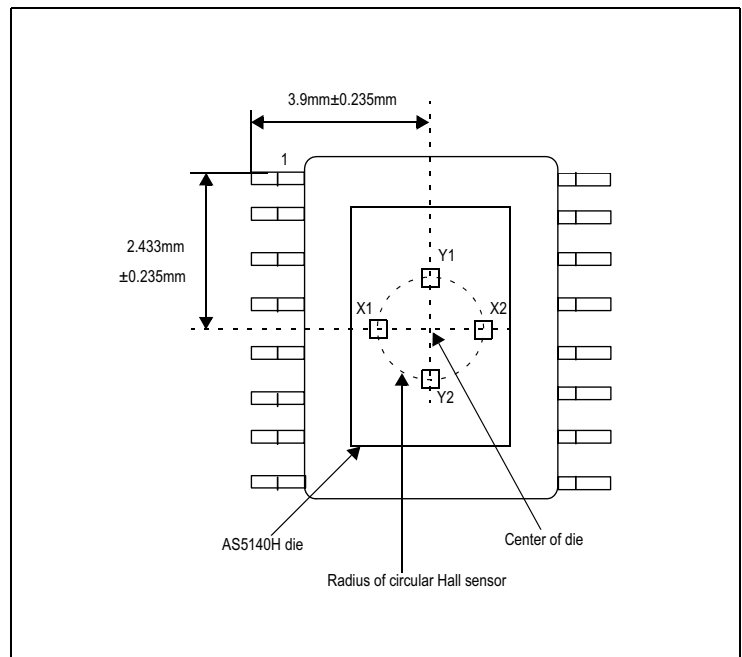 3.9mm±0.235mm
1
2.433mm
±0.235mm
Y1
X1
X2
Y2
AS5140H die
Center of die
Radius of circular Hall sensor